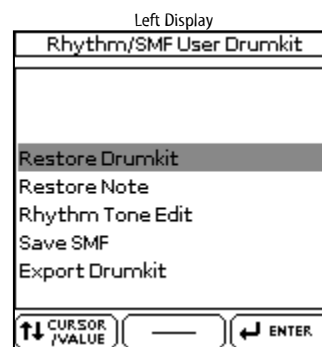 Left Display
Rhythm/SMF User Drumkit
Restore Drumkit
Restore Note
Rhythm Tone Edit
Save SMF
Export Drumkit
CURSOR
/VALUE
ENTER